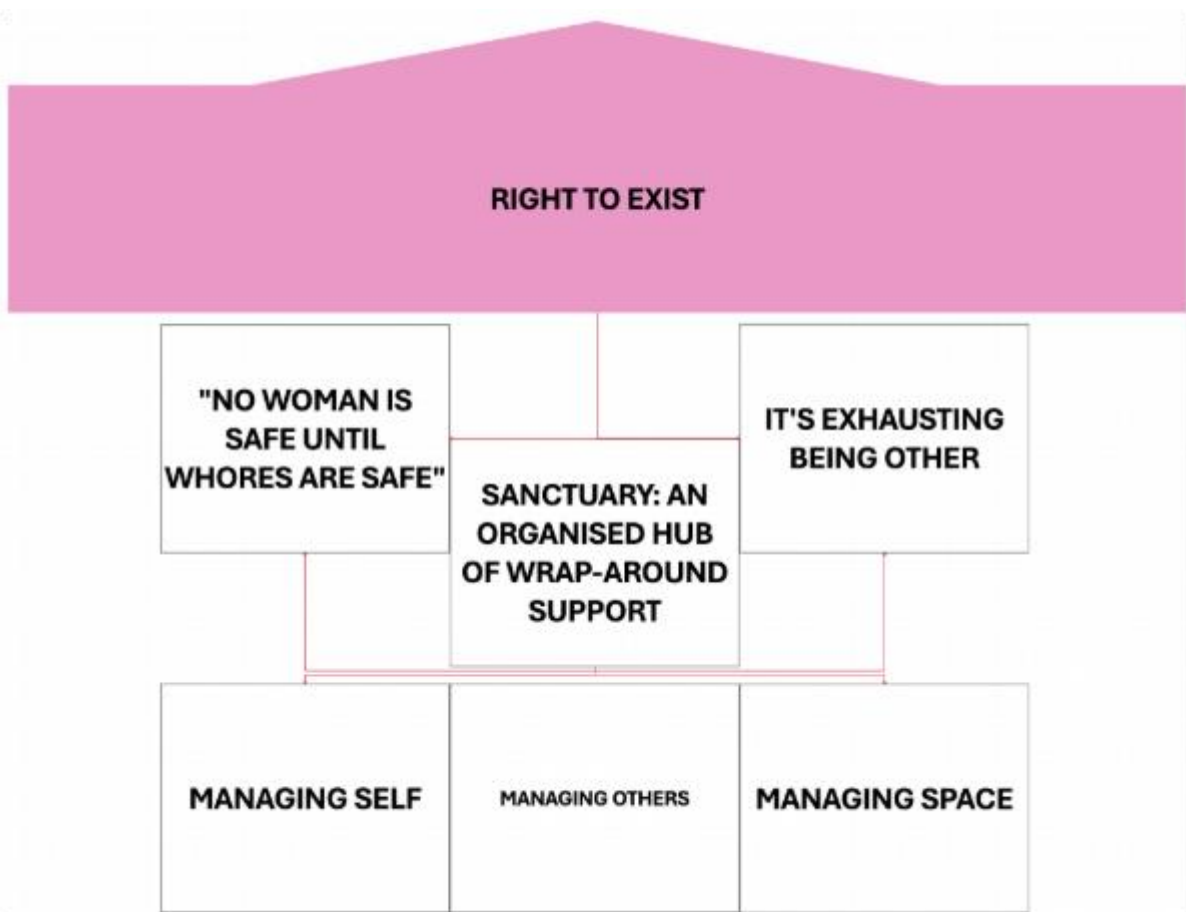 RIGHT TO EXIST
"NO WOMAN IS
SAFE UNTIL
WHORES ARE SAFE"
IT'S EXHAUSTING
BEING OTHER
SANCTUARY: AN
ORGANISED HUB
OF WRAP-AROUND
SUPPORT
MANAGING SELF
MANAGING OTHERS
MANAGING SPACE